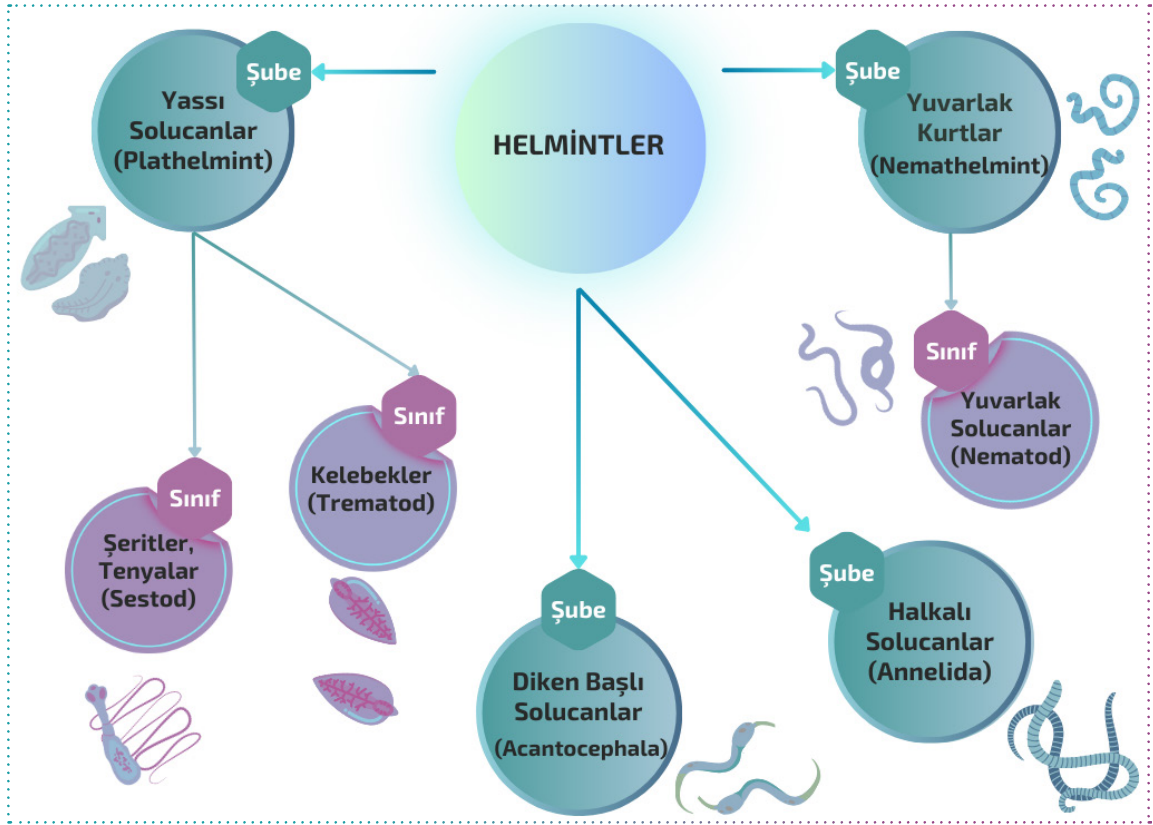 HELMİNTLER
Şube
Yassı
Solucanlar
(Plathelmint)
Sınıf
Şeritler,
Tenyalar
(Sestod)
Sınıf
Kelebekler
(Trematod)
Şube
Diken Başlı
Solucanlar
(Acantocephala)
Şube
Halkalı
Solucanlar
(Annelida)
Şube
Yuvarlak
Kurtlar
(Nemathelmint)
Sınıf
Yuvarlak
Solucanlar
(Nematod)